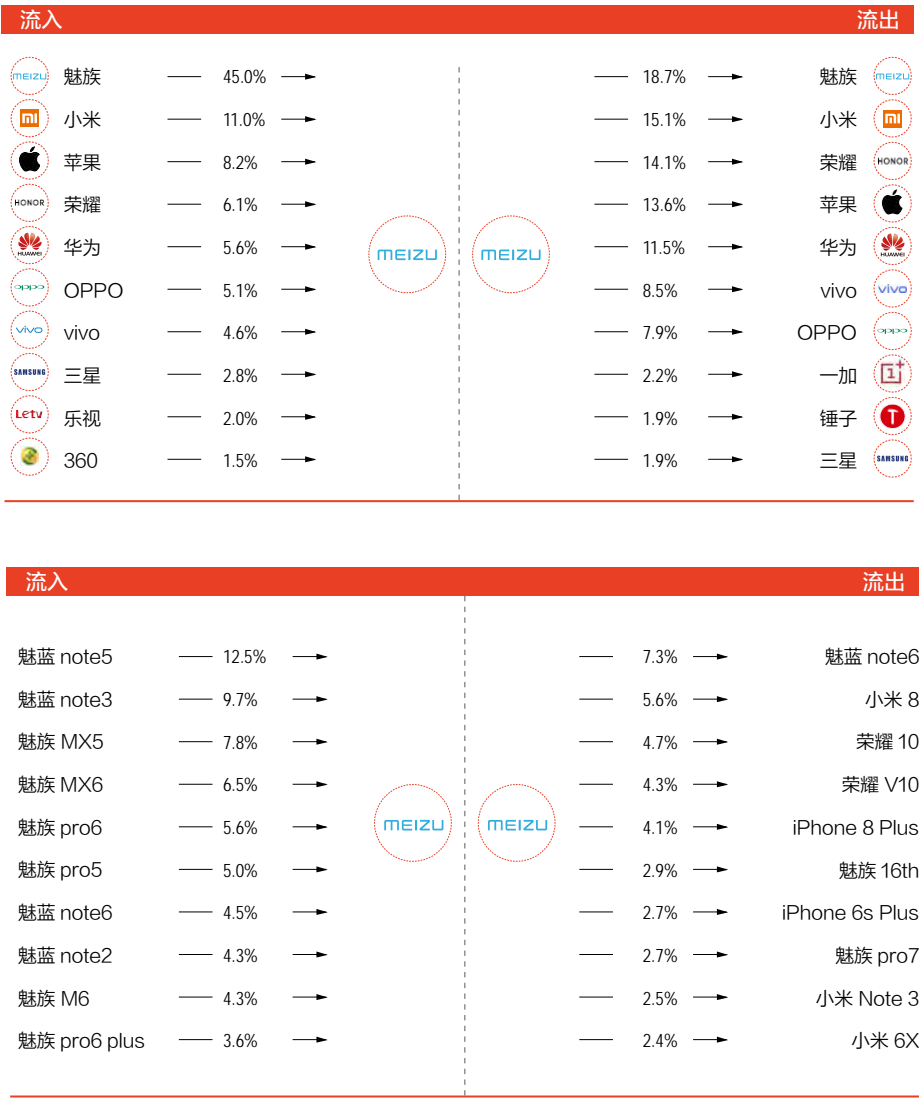 流入 流出
MEIZU 魅族 45.0% 18.7% 魅族 MEIZU
小米 11.0% 15.1% 小米
苹果 8.2% 14.1% 荣耀 HONOR
HONOR 荣耀 6.1% 13.6% 苹果
HUAWEI 华为 5.6% MEIZU MEIZU 11.5% 华为 HUAWEI
oppo OPPO 5.1% 8.5% vivo vivo
vivo vivo 4.6% 7.9% OPPO oppo
SAMSUNG 三星 2.8% 2.2% 一加 1+
Letv 乐视 2.0% 1.9% 锤子 T
360 1.5% 1.9% 三星 SAMSUNG
流入 流出
魅蓝 note5 12.5% 7.3% 魅蓝 note6
魅蓝 note3 9.7% 5.6% 小米 8
魅族 MX5 7.8% 4.7% 荣耀 10
魅族 MX6 6.5% 4.3% 荣耀 V10
魅族 pro6 5.6% MEIZU MEIZU 4.1% iPhone 8 Plus
魅族 pro5 5.0% 2.9% 魅族 16th
魅蓝 note6 4.5% 2.7% iPhone 6s Plus
魅蓝 note2 4.3% 2.7% 魅族 pro7
魅族 M6 4.3% 2.5% 小米 Note 3
魅族 pro6 plus 3.6% 2.4% 小米 6X